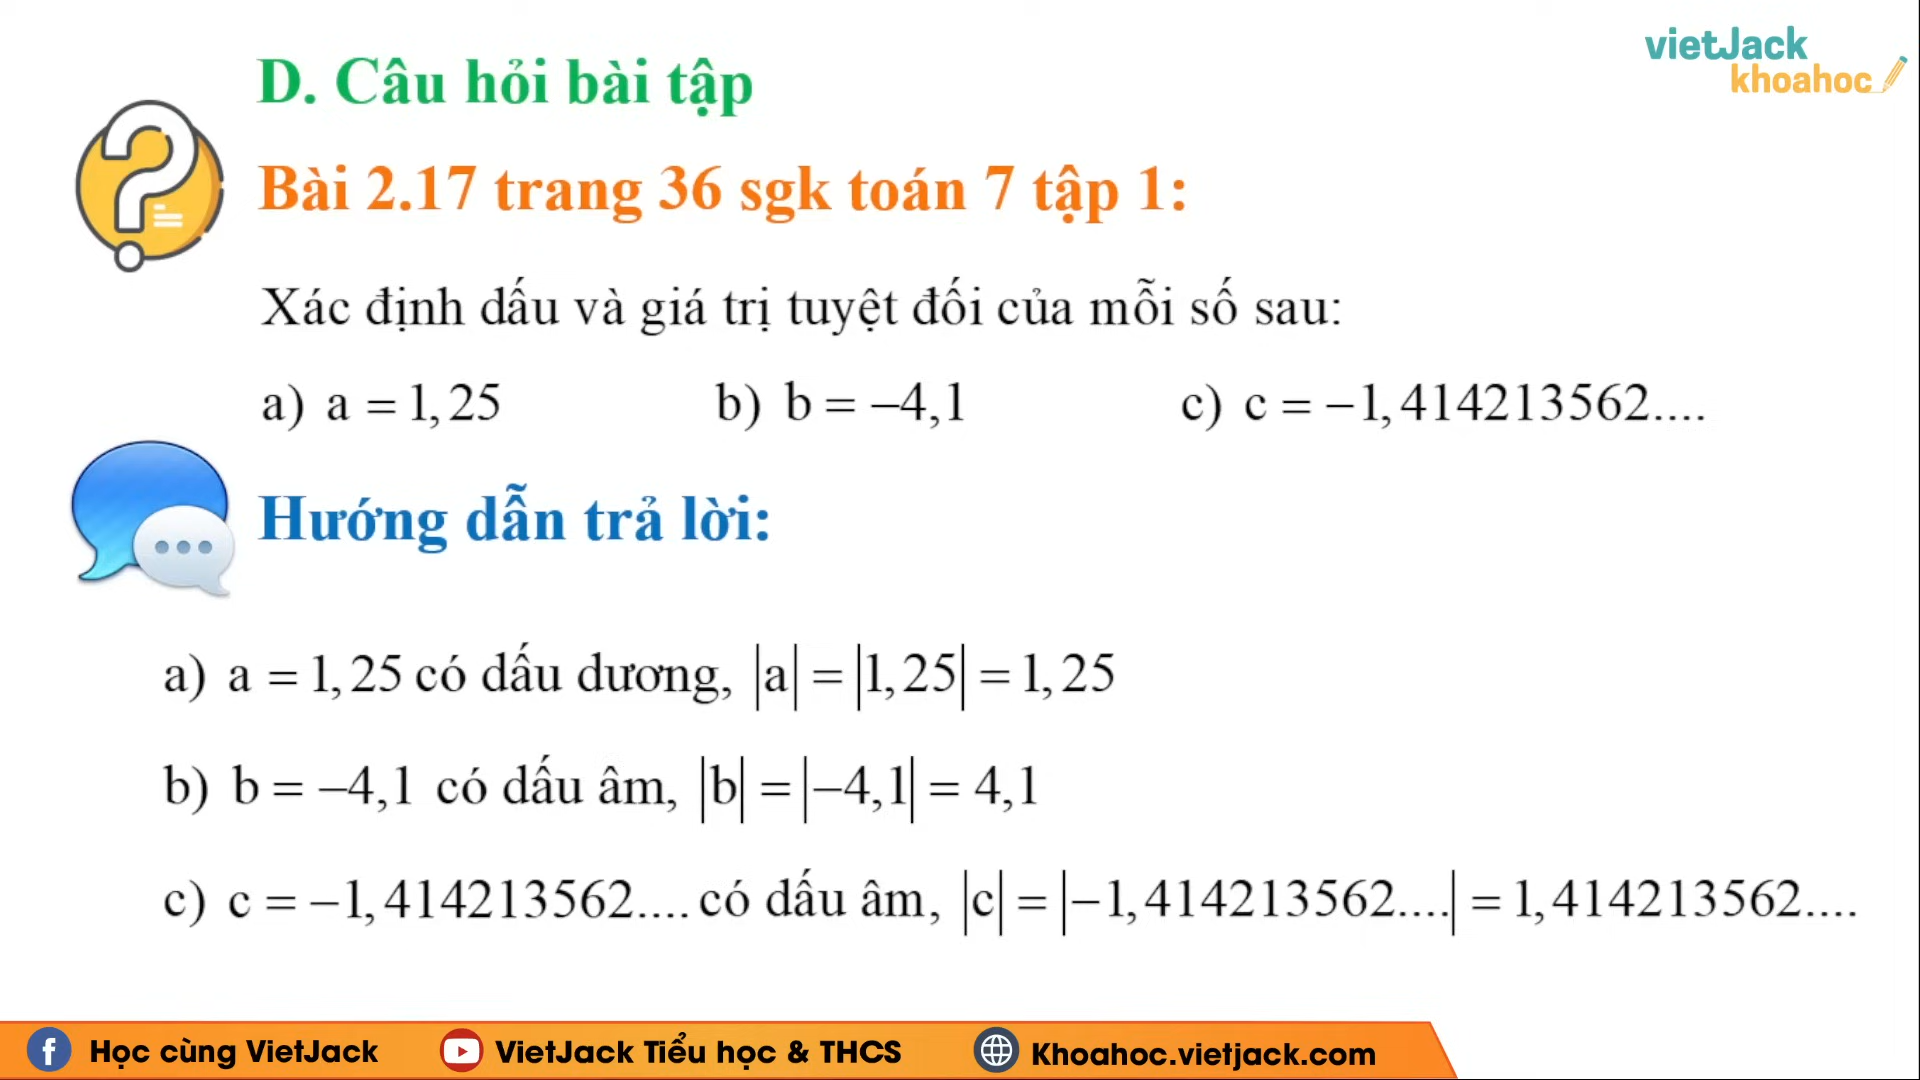 vietJack
khoahoc
D. Câu hỏi bài tập
Bài 2.17 trang 36 sgk toán 7 tập 1:
Xác định dấu và giá trị tuyệt đối của mỗi số sau:
a) a = 1,25 b) b = −4,1 c) c = −1,414213562....
Hướng dẫn trả lời:
a) a = 1,25 có dấu dương, |a| = |1,25| = 1,25
b) b = −4,1 có dấu âm, |b| = |−4,1| = 4,1
c) c = −1,414213562.... có dấu âm, |c| = |−1,414213562....| = 1,414213562....
Học cùng VietJack VietJack Tiểu học & THCS Khoahoc.vietjack.com